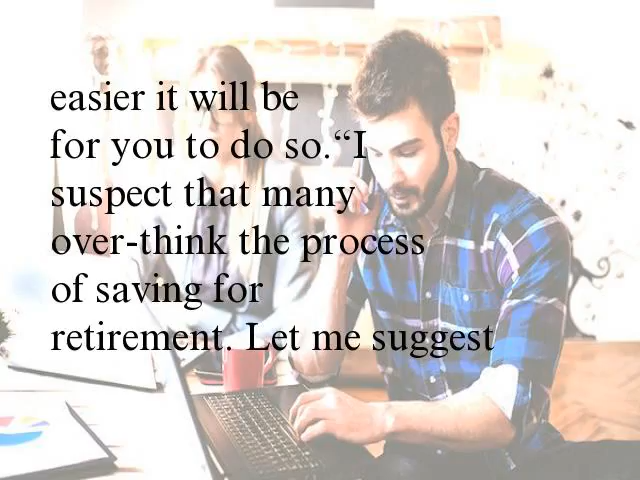 easier it will be
for you to do so.“I
suspect that many
over-think the process
of saving for
retirement. Let me suggest